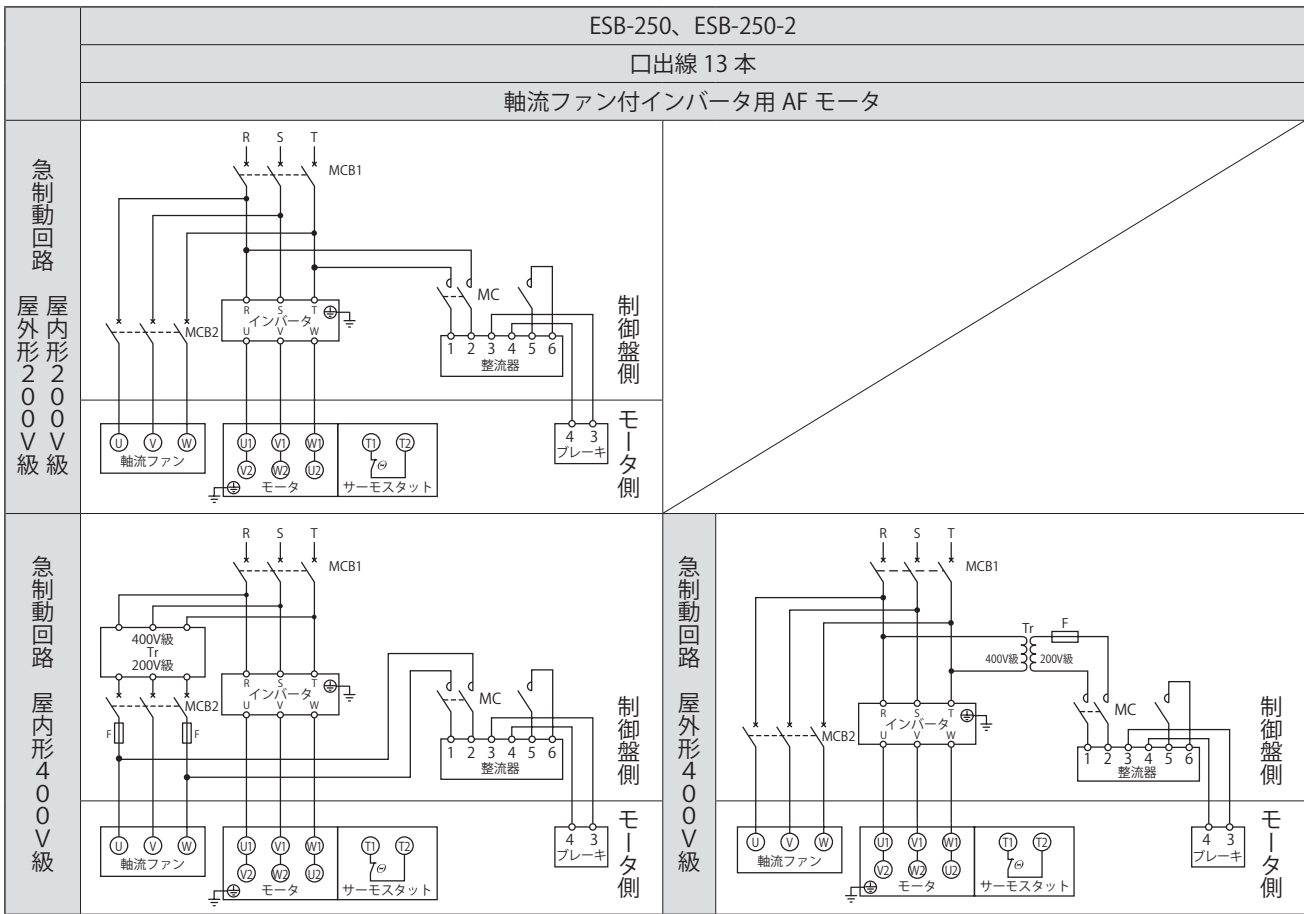 ESB-250、ESB-250-2
口出線 13 本
軸流ファン付インバータ用 AF モータ
急制動回路
屋内形200V級
屋外形200V級
R S T
MCB1
MC
R S T
インバータ
U V W
MCB2
1 2 3 4 5 6
整流器
制御盤側
U V W
軸流ファン
U1 V1 W1
V2 W2 U2
モータ
T1 T2
Θ
サーモスタット
4 3
ブレーキ
モータ側
急制動回路 屋内形400V級
R S T
MCB1
400V級
Tr
200V級
R S T
インバータ
U V W
MCB2
F F
MC
1 2 3 4 5 6
整流器
制御盤側
U V W
軸流ファン
U1 V1 W1
V2 W2 U2
モータ
T1 T2
Θ
サーモスタット
4 3
ブレーキ
モータ側
急制動回路 屋外形400V級
R S T
MCB1
Tr F
400V級 200V級
R S T
インバータ
U V W
MCB2
MC
1 2 3 4 5 6
整流器
制御盤側
U V W
軸流ファン
U1 V1 W1
V2 W2 U2
モータ
T1 T2
Θ
サーモスタット
4 3
ブレーキ
モータ側